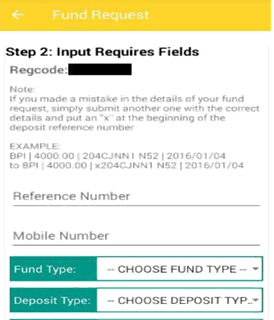 Fund Request
Step 2: Input Requires Fields
Regcode:
Note:
If you made a mistake in the details of your fund
request, simply submit another one with the correct
details and put an "x" at the beginning of the
deposit reference number
EXAMPLE:
BPI | 4000.00 | 204CJNN1 N52 | 2016/01/04
to BPI | 4000.00 | x204CJNN1 N52 | 2016/01/04
Reference Number
Mobile Number
Fund Type: -- CHOOSE FUND TYPE --
Deposit Type: -- CHOOSE DEPOSIT TYP..